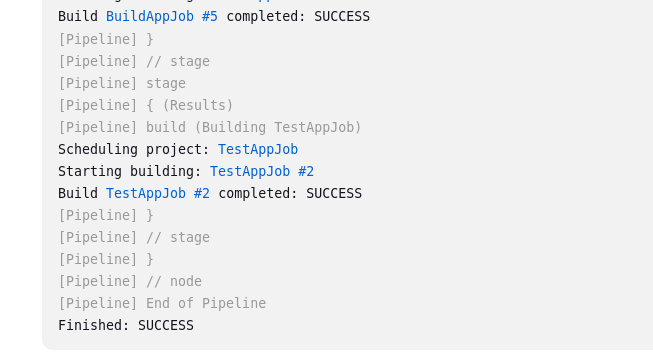 Build BuildAppJob #5 completed: SUCCESS
[Pipeline] }
[Pipeline] // stage
[Pipeline] stage
[Pipeline] { (Results)
[Pipeline] build (Building TestAppJob)
Scheduling project: TestAppJob
Starting building: TestAppJob #2
Build TestAppJob #2 completed: SUCCESS
[Pipeline] }
[Pipeline] // stage
[Pipeline] }
[Pipeline] // node
[Pipeline] End of Pipeline
Finished: SUCCESS